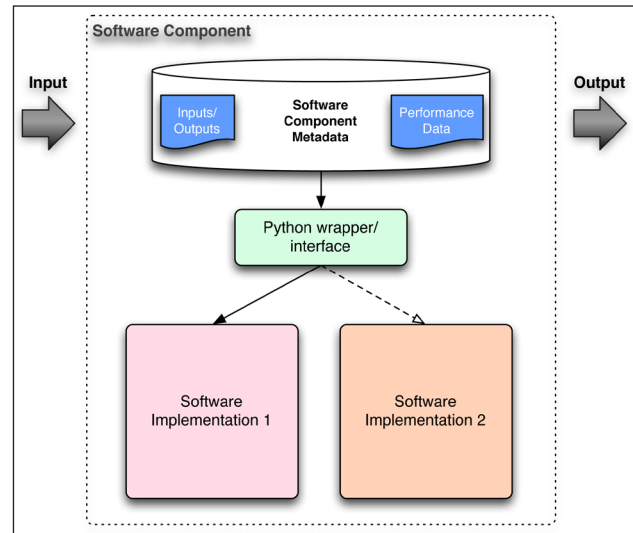 Software Component
Input
Output
Inputs/
Outputs
Software
Component
Metadata
Performance
Data
Python wrapper/
interface
Software
Implementation 1
Software
Implementation 2